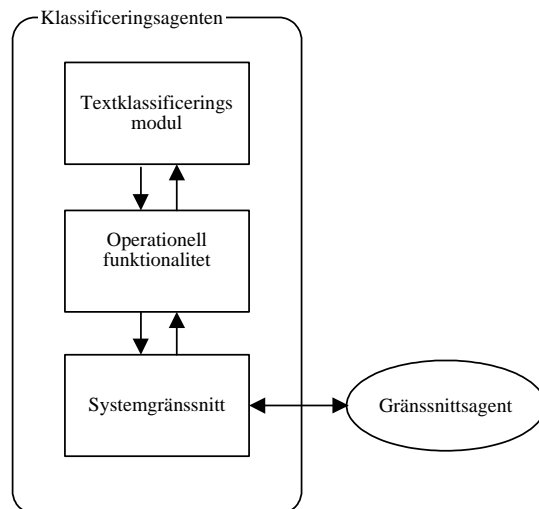 Klassificeringsagenten
Textklassificerings
modul
Operationell
funktionalitet
Systemgränssnitt
Gränssnittsagent